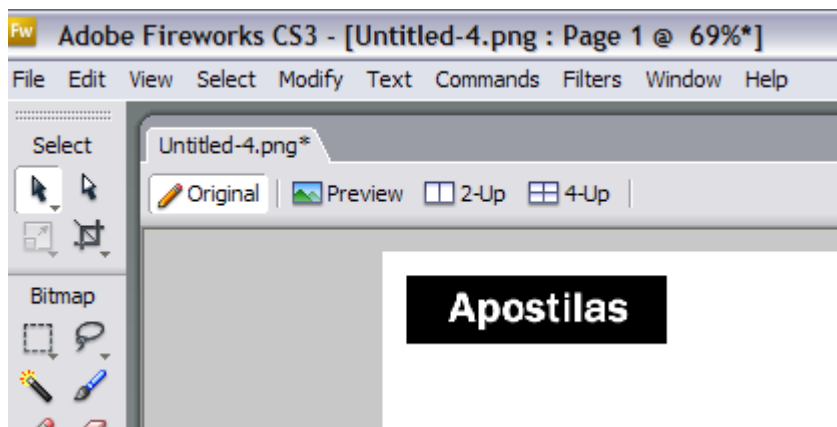 Fw Adobe Fireworks CS3 - [Untitled-4.png : Page 1 @ 69%*]
File Edit View Select Modify Text Commands Filters Window Help
Select
Untitled-4.png*
Original Preview 2-Up 4-Up
Bitmap
Apostilas